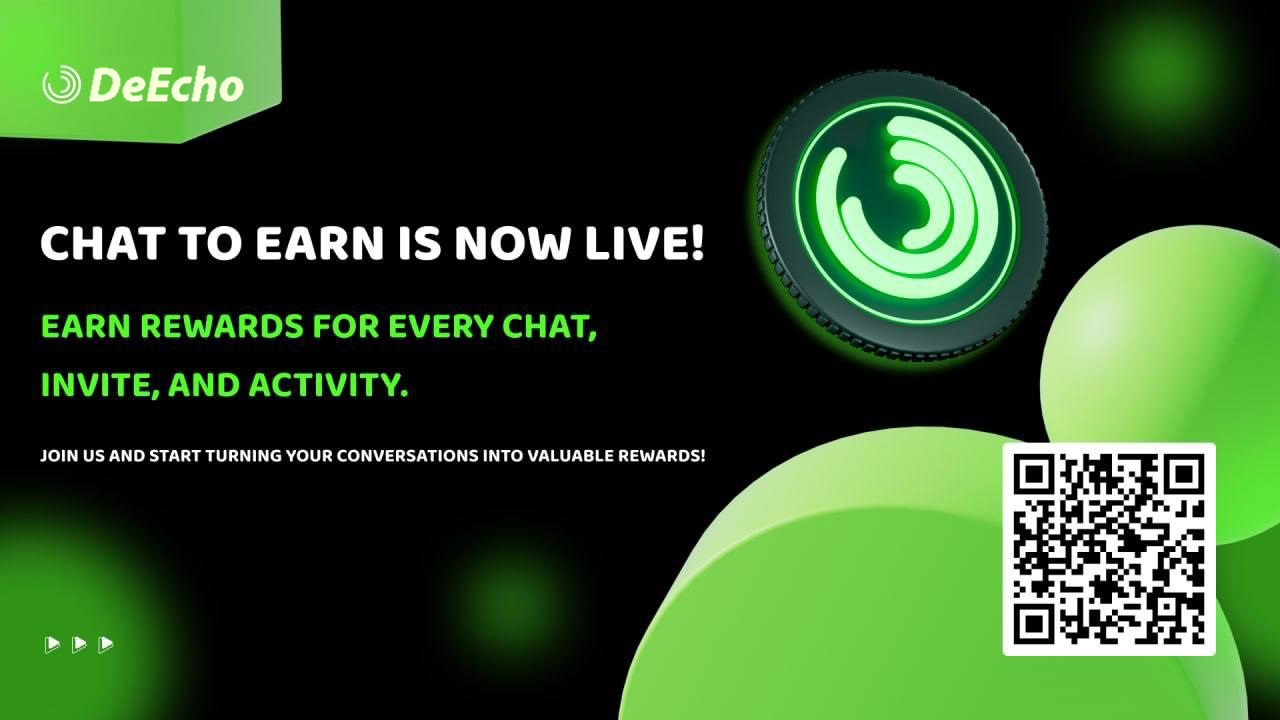 DeEcho
CHAT TO EARN IS NOW LIVE!
EARN REWARDS FOR EVERY CHAT,
INVITE, AND ACTIVITY.
JOIN US AND START TURNING YOUR CONVERSATIONS INTO VALUABLE REWARDS!